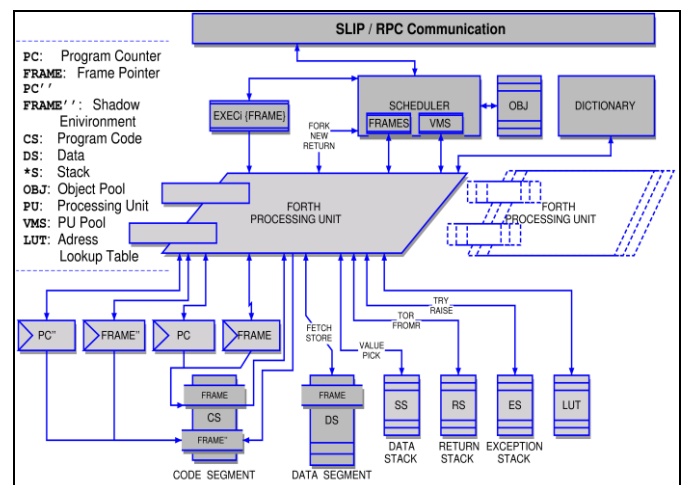 SLIP / RPC Communication
PC: Program Counter
FRAME: Frame Pointer
PC''
FRAME'': Shadow
Enironment
CS: Program Code
DS: Data
*S: Stack
OBJ: Object Pool
PU: Processing Unit
VMS: PU Pool
LUT: Adress
Lookup Table
EXECi {FRAME}
SCHEDULER
FRAMES VMS
OBJ
DICTIONARY
FORK
NEW
RETURN
FORTH
PROCESSING UNIT
FORTH
PROCESSING UNIT
FETCH
STORE
VALUE
PICK
TOR
FROMR
TRY
RAISE
PC'' FRAME'' PC FRAME
FRAME
CS
FRAME''
CODE SEGMENT
FRAME
DS
DATA SEGMENT
SS
DATA
STACK
RS
RETURN
STACK
ES
EXCEPTION
STACK
LUT